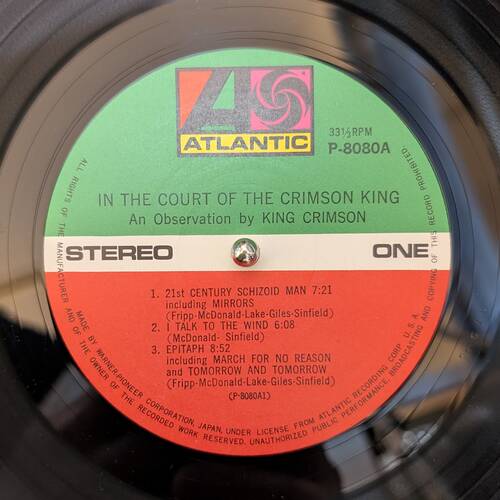 ATLANTIC
33⅓RPM
P-8080A
IN THE COURT OF THE CRIMSON KING
An Observation by KING CRIMSON
STEREO
ONE
1. 21st CENTURY SCHIZOID MAN 7:21
including MIRRORS
(Fripp-McDonald-Lake-Giles-Sinfield)
2. I TALK TO THE WIND 6:08
(McDonald- Sinfield)
3. EPITAPH 8:52
including MARCH FOR NO REASON
and TOMORROW AND TOMORROW
(Fripp-McDonald-Lake-Giles-Sinfield)
(P-8080A1)
MADE BY WARNER-PIONEER CORPORATION, JAPAN, UNDER LICENSE FROM ATLANTIC RECORDING CORP. U.S.A.
ALL RIGHTS OF THE MANUFACTURER AND OF THE OWNER OF THE RECORDED WORK RESERVED. UNAUTHORIZED PUBLIC PERFORMANCE, BROADCASTING AND COPYING OF THIS RECORD PROHIBITED.